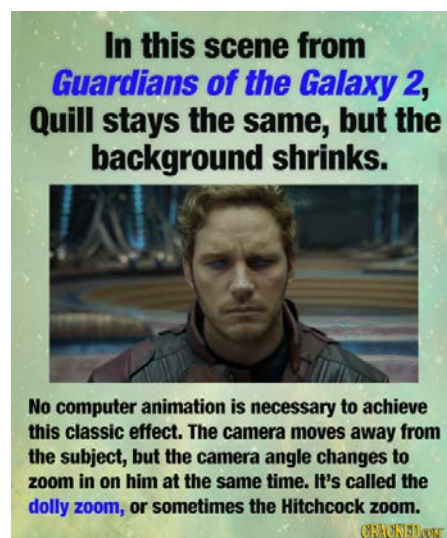 In this scene from
Guardians of the Galaxy 2,
Quill stays the same, but the
background shrinks.
No computer animation is necessary to achieve
this classic effect. The camera moves away from
the subject, but the camera angle changes to
zoom in on him at the same time. It's called the
dolly zoom, or sometimes the Hitchcock zoom.
CRACKED.COM